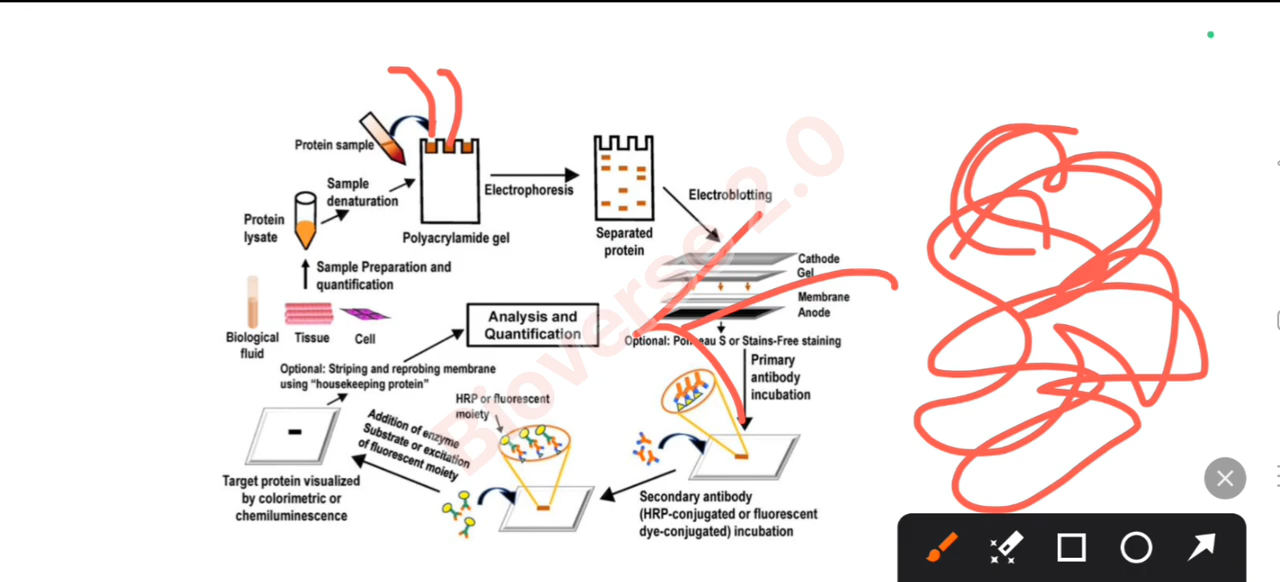 Protein sample
Sample
denaturation
Protein
lysate
Polyacrylamide gel
Electrophoresis
Separated
protein
Electroblotting
Cathode
Gel
Membrane
Anode
Sample Preparation and
quantification
Biological
fluid
Tissue
Cell
Analysis and
Quantification
Optional: Ponceau S or Stains-Free staining
Primary
antibody
incubation
Optional: Striping and reprobing membrane
using “housekeeping protein”
HRP or fluorescent
moiety
Addition of enzyme
Substrate or excitation
of fluorescent moiety
Target protein visualized
by colorimetric or
chemiluminescence
Secondary antibody
(HRP-conjugated or fluorescent
dye-conjugated) incubation
Bioverse 2.0